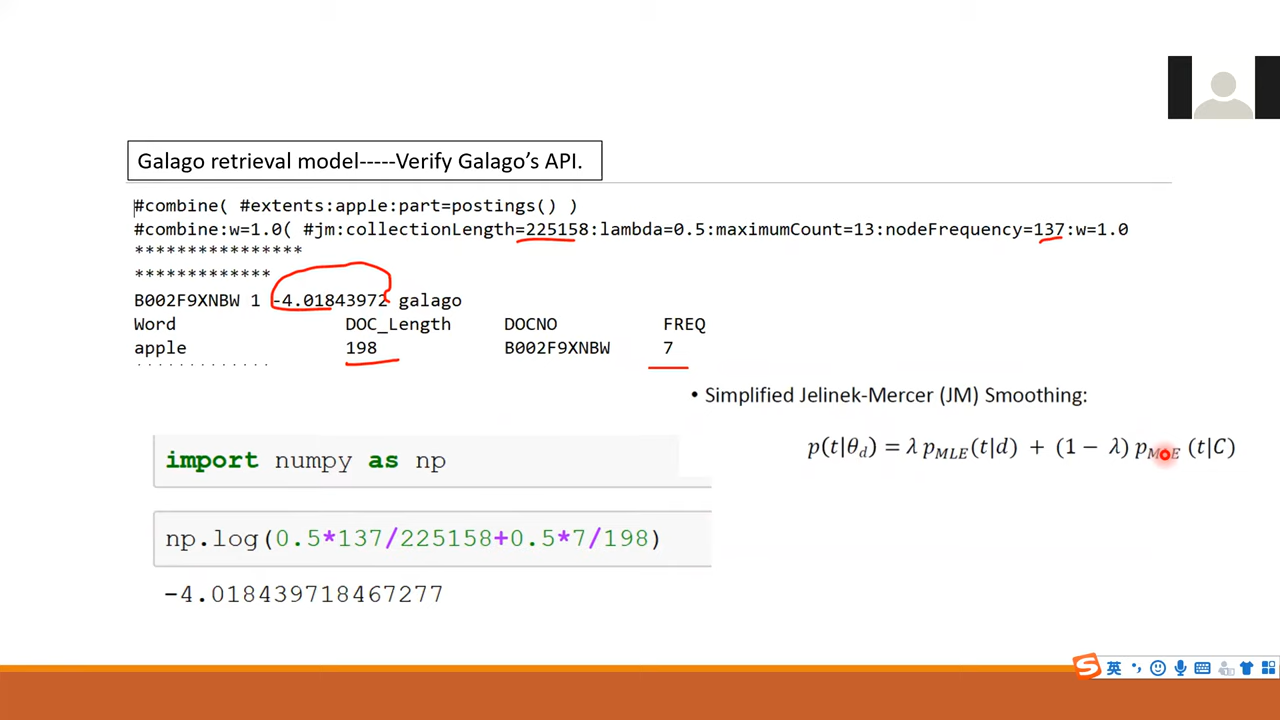 Galago retrieval model-----Verify Galago's API.
#combine( #extents:apple:part=postings() )
#combine:w=1.0( #jm:collectionLength=225158:lambda=0.5:maximumCount=13:nodeFrequency=137:w=1.0
****************
*************
B002F9XNBW 1 -4.01843972 galago
Word DOC_Length DOCNO FREQ
apple 198 B002F9XNBW 7
• Simplified Jelinek-Mercer (JM) Smoothing:
p(t|θ_d) = λ p_MLE(t|d) + (1 − λ) p_MLE (t|C)
import numpy as np
np.log(0.5*137/225158+0.5*7/198)
-4.018439718467277
英